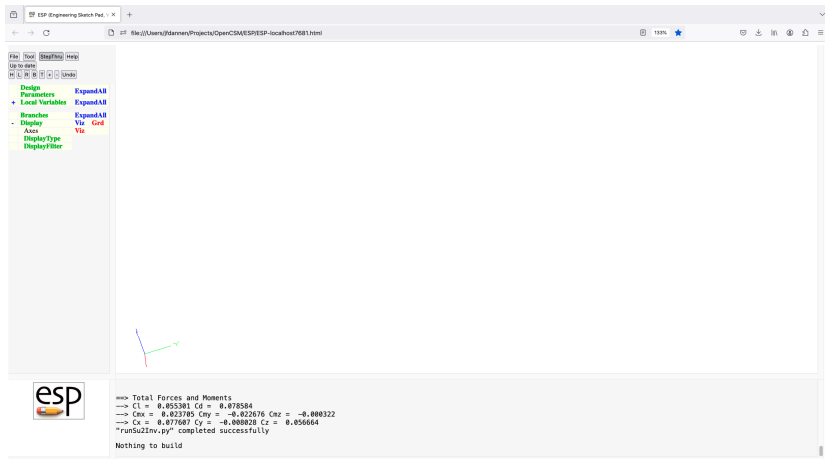 ESP (Engineering Sketch Pad, V
file:///Users/jfdannen/Projects/OpenCSM/ESP/ESP-localhost7681.html
133%
File Tool StepThru Help
Up to date
H L R B T + - Undo
Design Parameters ExpandAll
+ Local Variables ExpandAll
Branches ExpandAll
- Display Viz Grd
Axes Viz
DisplayType
DisplayFilter
esp
==> Total Forces and Moments
--> Cl = 0.055301 Cd = 0.078584
--> Cmx = 0.023705 Cmy = -0.022676 Cmz = -0.000322
--> Cx = 0.077607 Cy = -0.008028 Cz = 0.056664
"runSu2Inv.py" completed successfully
Nothing to build